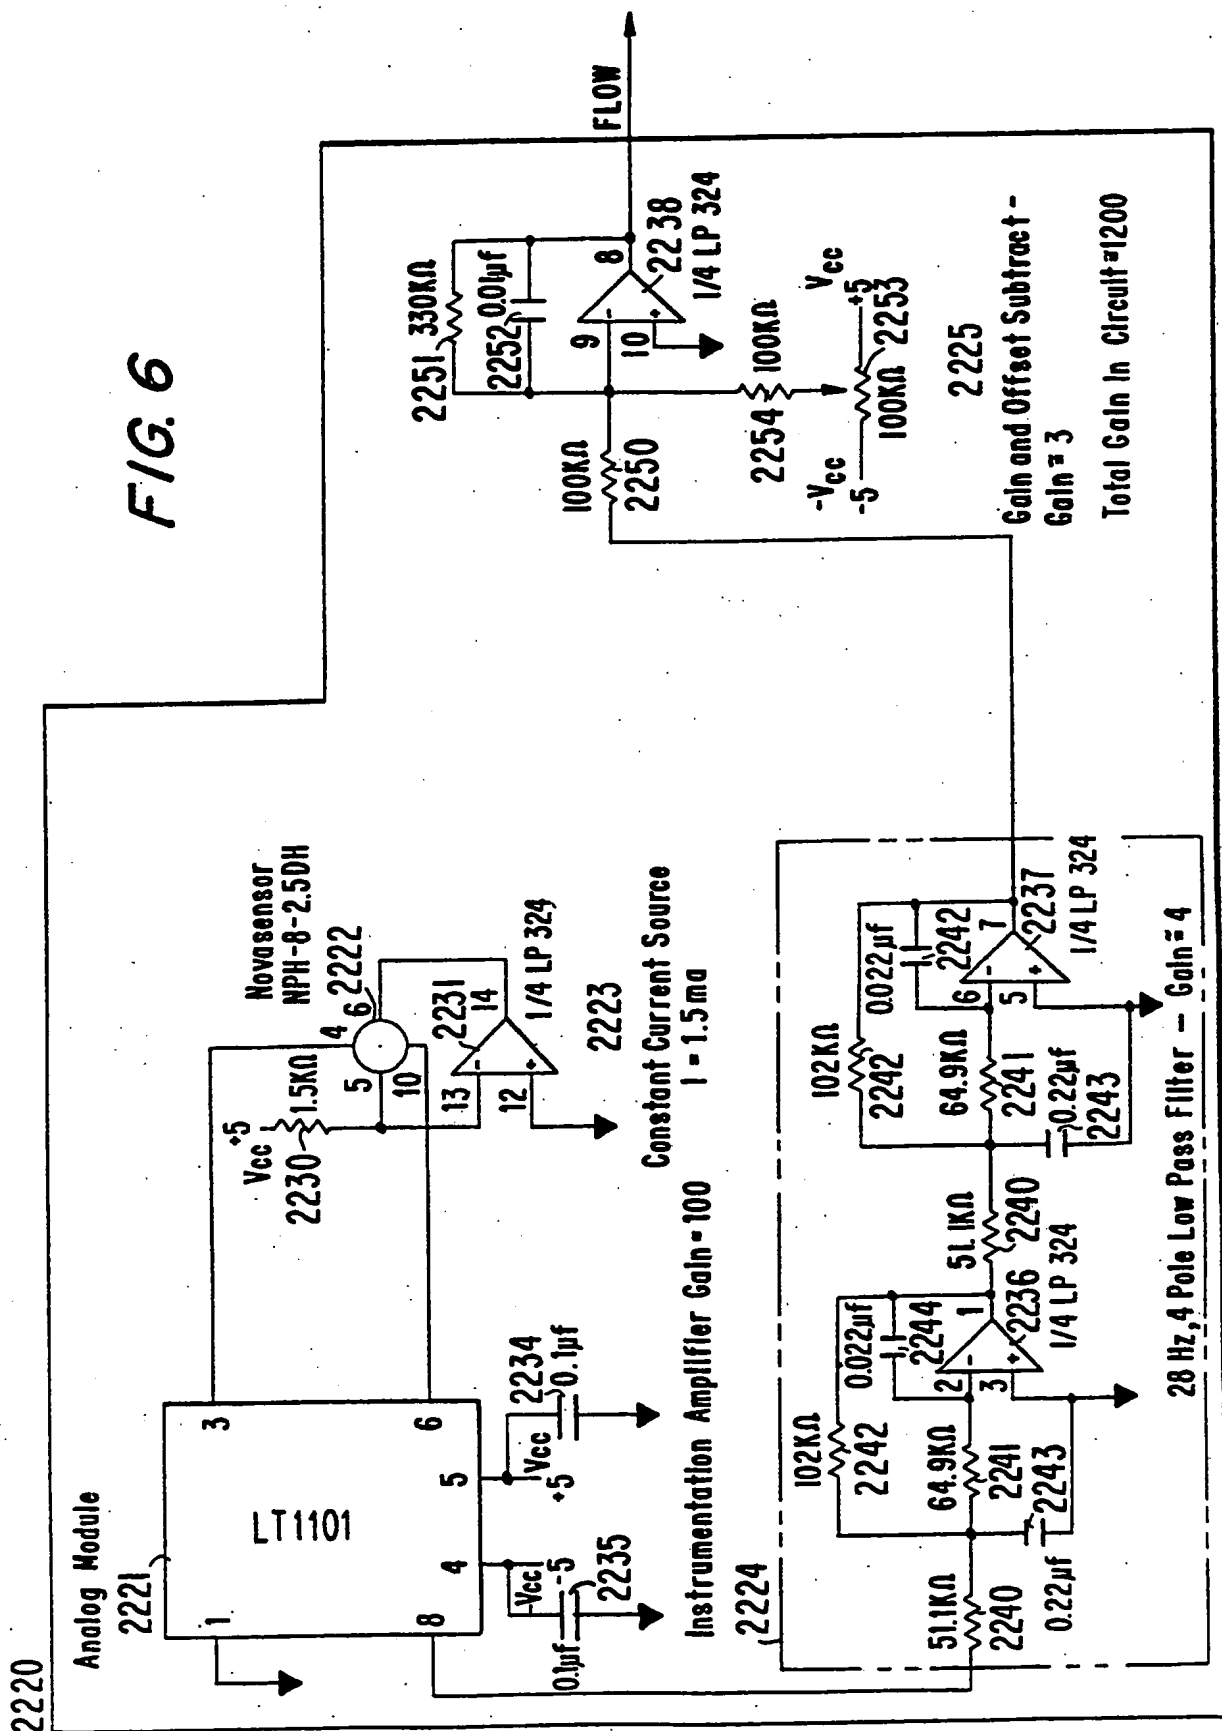 FIG. 6
2220
Analog Module
2221
LT1101
1
3
8
6
4
5
-Vcc
-5
0.1µf
2235
Vcc
+5
2234
0.1µf
Instrumentation Amplifier Gain=100
Novasensor
NPH-8-2.5DH
2222
4
6
5
10
Vcc
+5
1.5KΩ
2230
2231
13
12
14
1/4 LP 324
2223
Constant Current Source
I = 1.5ma
2224
51.1KΩ
2240
102KΩ
2242
64.9KΩ
2241
2243
0.22µf
0.022µf
2244
2
3
1
2236
1/4 LP 324
51.1KΩ
2240
102KΩ
2242
64.9KΩ
2241
0.22µf
2243
0.022µf
2242
6
5
7
2237
1/4 LP 324
28 Hz, 4 Pole Low Pass Filter – Gain≅4
100KΩ
2250
2251
330KΩ
2252
0.01µf
9
10
8
2238
1/4 LP 324
FLOW
100KΩ
2254
-Vcc
-5
100KΩ
2253
+5
Vcc
2225
Gain and Offset Subtract-
Gain≅3
Total Gain In Circuit≅1200